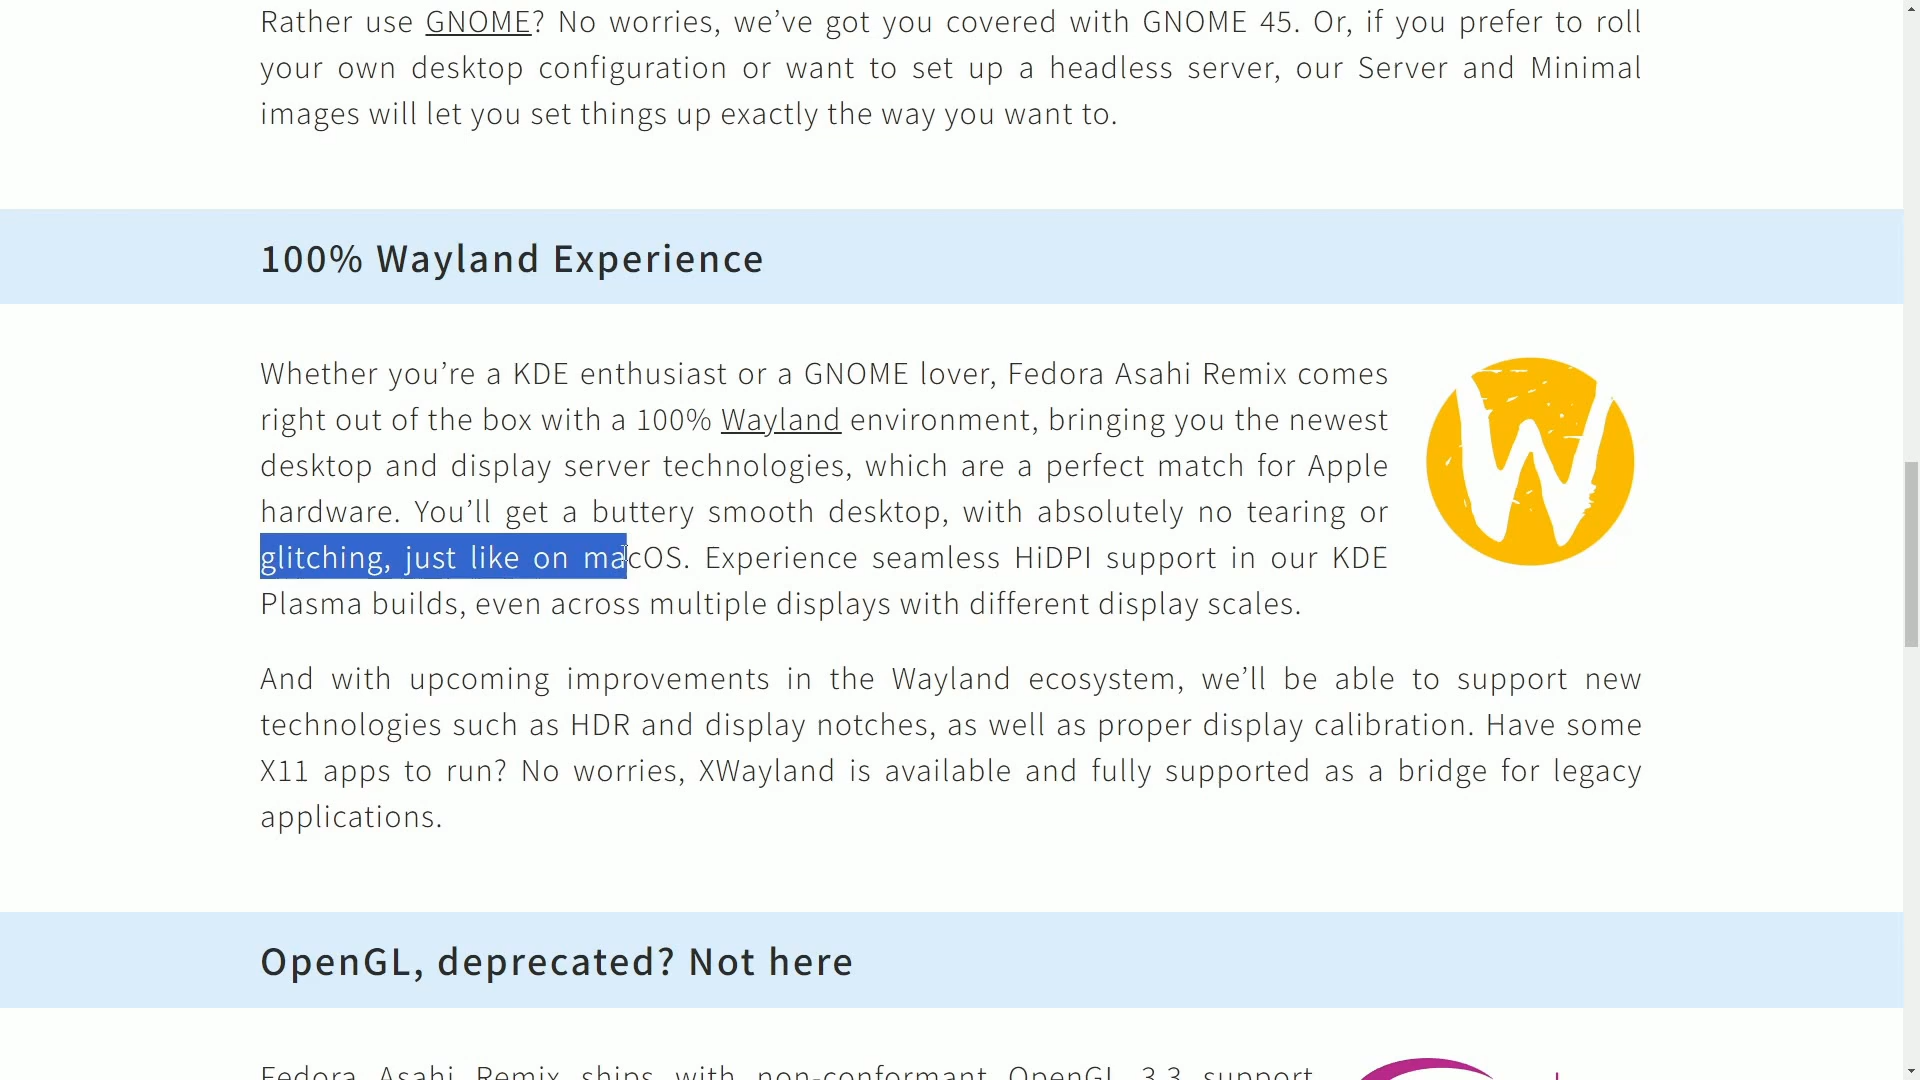 Rather use GNOME? No worries, we’ve got you covered with GNOME 45. Or, if you prefer to roll
your own desktop configuration or want to set up a headless server, our Server and Minimal
images will let you set things up exactly the way you want to.
100% Wayland Experience
Whether you’re a KDE enthusiast or a GNOME lover, Fedora Asahi Remix comes
right out of the box with a 100% Wayland environment, bringing you the newest
desktop and display server technologies, which are a perfect match for Apple
hardware. You’ll get a buttery smooth desktop, with absolutely no tearing or
glitching, just like on macOS. Experience seamless HiDPI support in our KDE
Plasma builds, even across multiple displays with different display scales.
W
And with upcoming improvements in the Wayland ecosystem, we’ll be able to support new
technologies such as HDR and display notches, as well as proper display calibration. Have some
X11 apps to run? No worries, XWayland is available and fully supported as a bridge for legacy
applications.
OpenGL, deprecated? Not here
Fedora Asahi Remix ships with non-conformant OpenGL 3.3 support